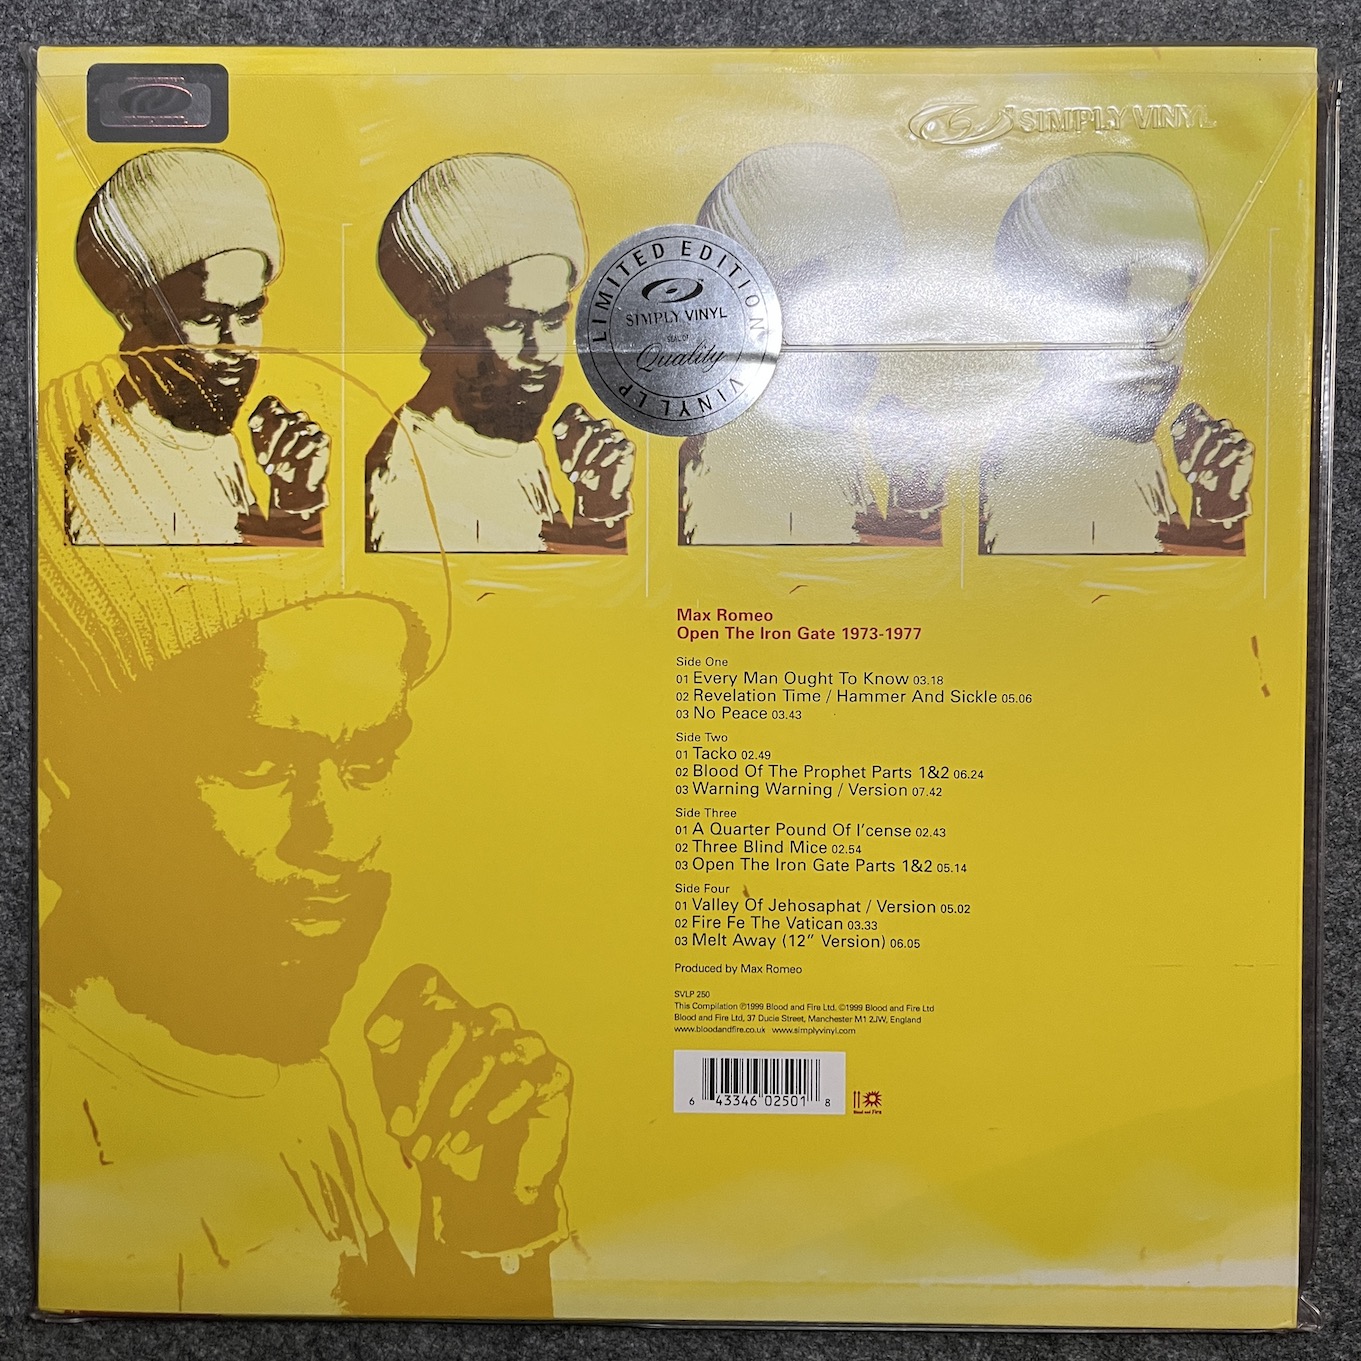 SIMPLY VINYL
LIMITED EDITION
SIMPLY VINYL
SEAL OF
Quality
VINYL LP
Max Romeo
Open The Iron Gate 1973-1977
Side One
01 Every Man Ought To Know 03.18
02 Revelation Time / Hammer And Sickle 05.06
03 No Peace 03.43
Side Two
01 Tacko 02.49
02 Blood Of The Prophet Parts 1&2 06.24
03 Warning Warning / Version 07.42
Side Three
01 A Quarter Pound Of I'cense 02.43
02 Three Blind Mice 02.54
03 Open The Iron Gate Parts 1&2 05.14
Side Four
01 Valley Of Jehosaphat / Version 05.02
02 Fire Fe The Vatican 03.33
03 Melt Away (12" Version) 06.05
Produced by Max Romeo
SVLP 250
This Compilation ℗1999 Blood and Fire Ltd. ©1999 Blood and Fire Ltd
Blood and Fire Ltd, 37 Ducie Street, Manchester M1 2JW, England
www.bloodandfire.co.uk www.simplyvinyl.com
6 43346 02501 8
Blood and Fire